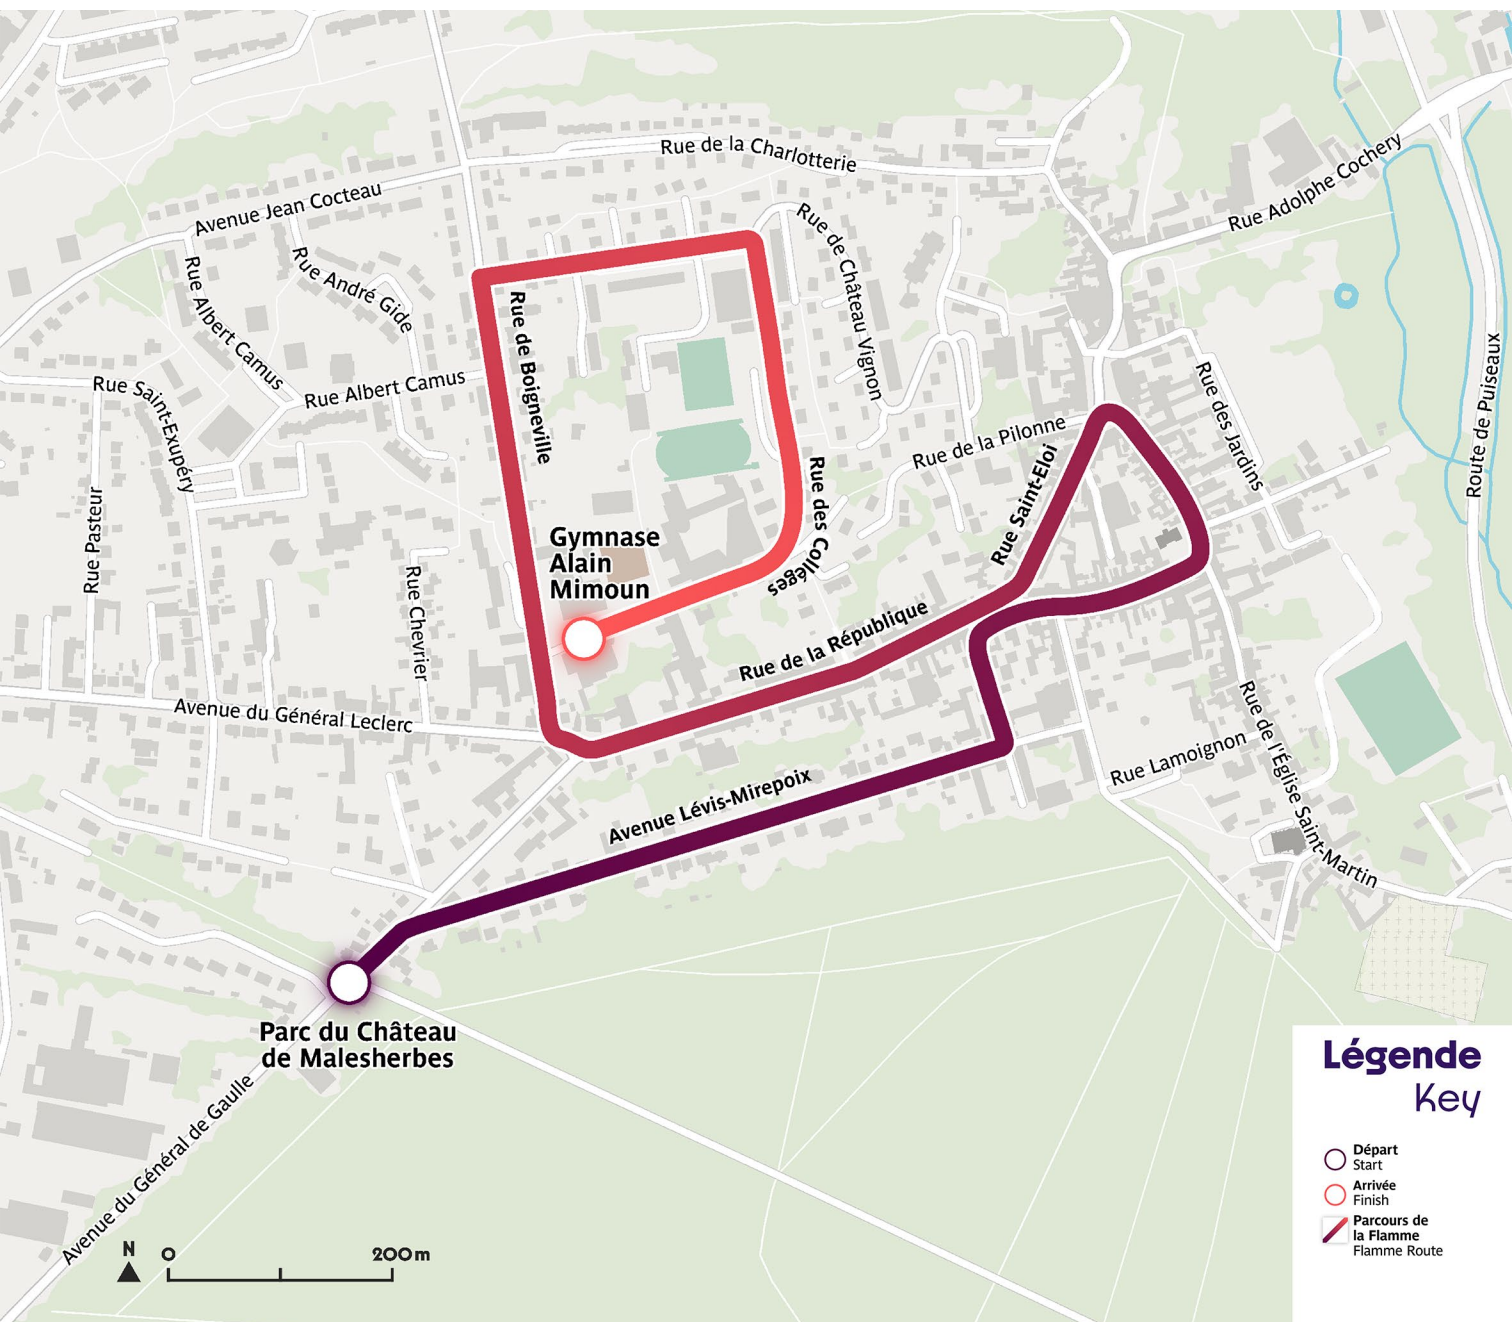 Rue de la Charlotterie
Rue Adolphe Cochery
Avenue Jean Cocteau
Rue de Château Vignon
Rue André Gide
Rue Albert Camus
Rue de Boigneville
Route de Puiseaux
Rue Albert Camus
Rue Saint-Exupéry
Rue des Jardins
Rue de la Pilonne
Rue Saint-Eloi
Rue des Collèges
Rue Pasteur
Gymnase
Alain
Mimoun
Rue Chevrier
Rue de la République
Avenue du Général Leclerc
Rue de l'Église Saint-Martin
Rue Lamoignon
Avenue Lévis-Mirepoix
Parc du Château
de Malesherbes
Avenue du Général de Gaulle
N
0
200m
Légende
Key
Départ
Start
Arrivée
Finish
Parcours de
la Flamme
Flamme Route